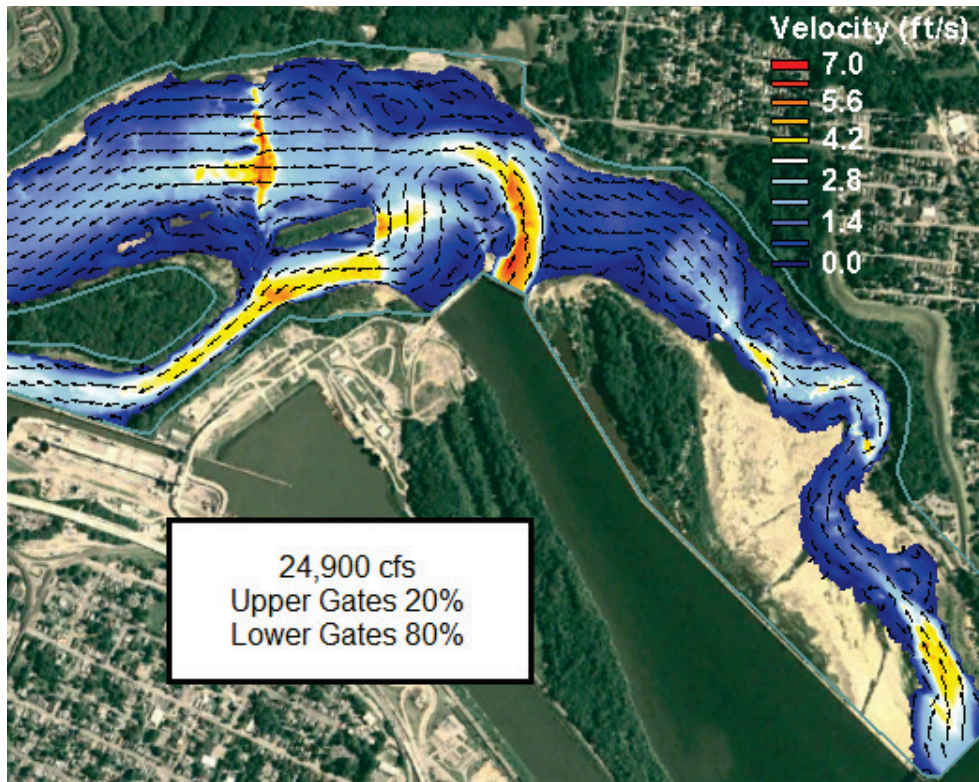 Velocity (ft/s)
7.0
5.6
4.2
2.8
1.4
0.0
24,900 cfs
Upper Gates 20%
Lower Gates 80%